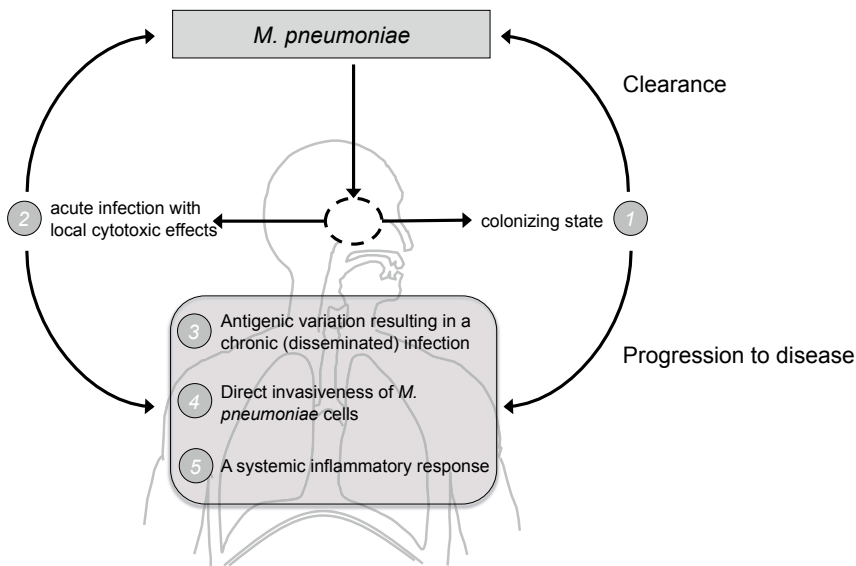 M. pneumoniae
Clearance
2
acute infection with
local cytotoxic effects
colonizing state
1
3
Antigenic variation resulting in a
chronic (disseminated) infection
Progression to disease
4
Direct invasiveness of M.
pneumoniae cells
5
A systemic inflammatory response